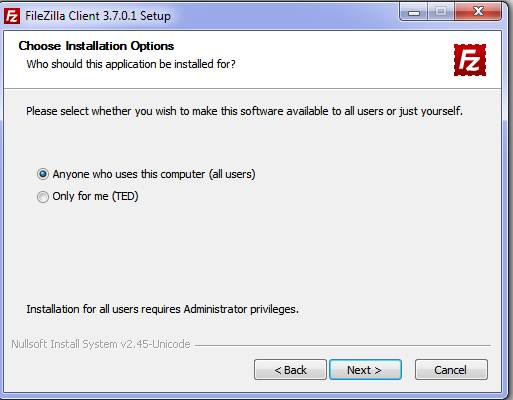 FileZilla Client 3.7.0.1 Setup
Choose Installation Options
Who should this application be installed for?
FZ
Please select whether you wish to make this software available to all users or just yourself.
Anyone who uses this computer (all users)
Only for me (TED)
Installation for all users requires Administrator privileges.
Nullsoft Install System v2.45-Unicode
< Back
Next >
Cancel